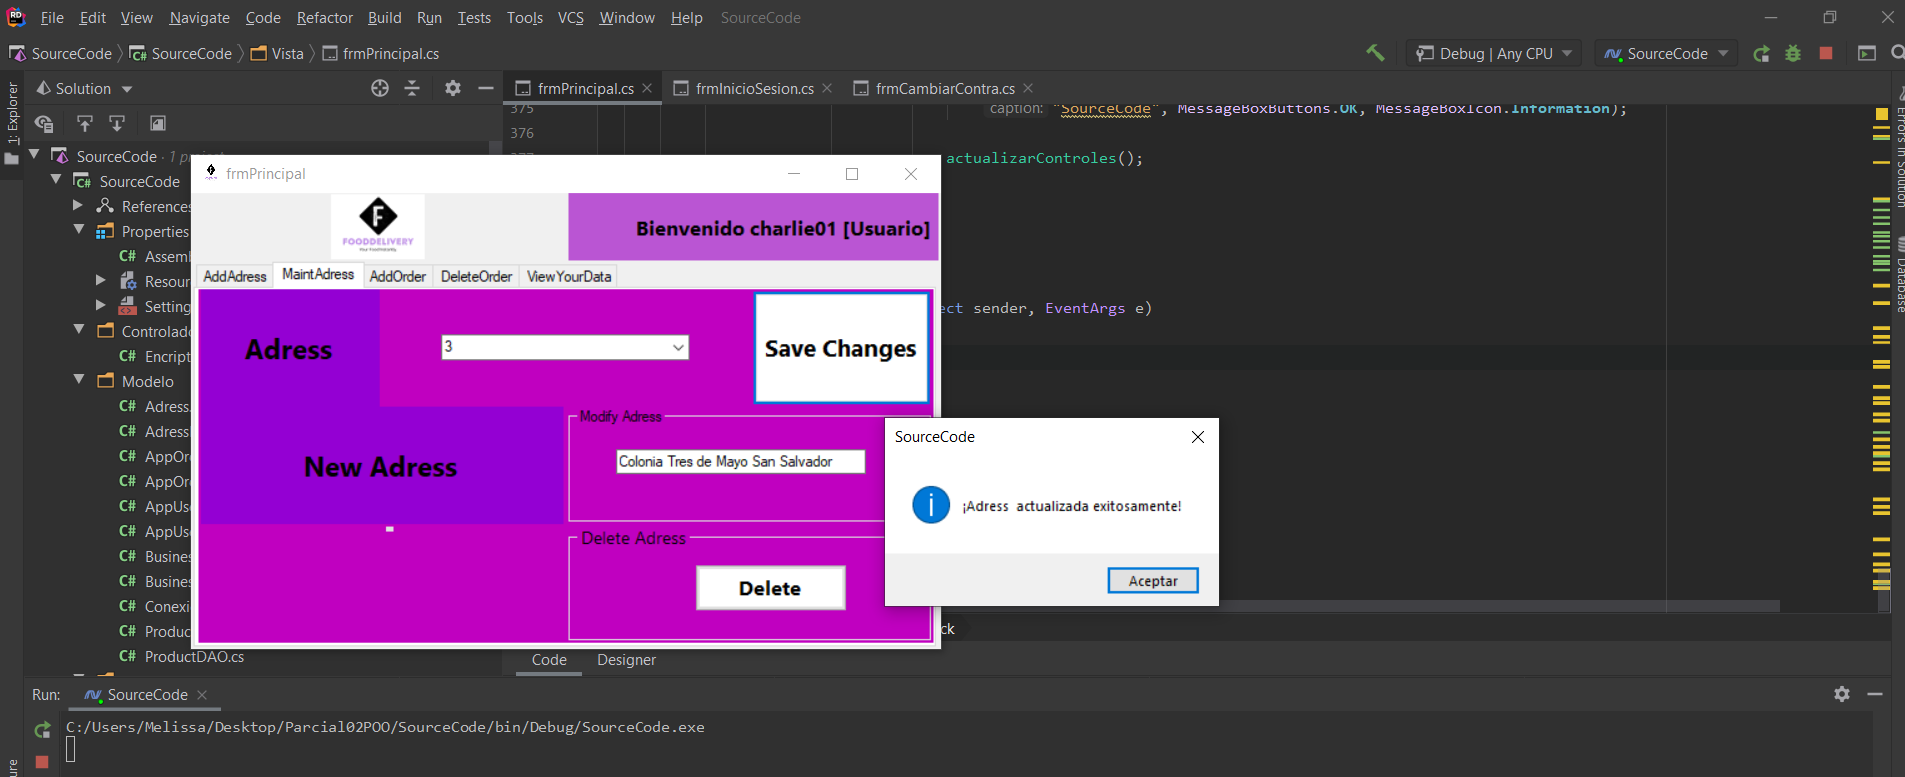 File Edit View Navigate Code Refactor Build Run Tests Tools VCS Window Help SourceCode
SourceCode SourceCode Vista frmPrincipal.cs Debug | Any CPU SourceCode
Solution frmPrincipal.cs frmInicioSesion.cs frmCambiarContra.cs
1: Explorer
375 caption: "SourceCode", MessageBoxButtons.OK, MessageBoxIcon.Information);
376
actualizarControles();
SourceCode · 1
SourceCode
References
Properties
Assem
Resour
Setting
Controlad
Encript
Modelo
Adress
Adress
AppOr
AppOr
AppUs
AppUs
Busines
Busines
Conexi
Produc
ProductDAO.cs
ect sender, EventArgs e)
ck
frmPrincipal
F
FOODDELIVERY
Bienvenido charlie01 [Usuario]
AddAdress MaintAdress AddOrder DeleteOrder ViewYourData
Adress 3 Save Changes
Modify Adress
New Adress Colonia Tres de Mayo San Salvador
Delete Adress
Delete
SourceCode
¡Adress  actualizada exitosamente!
Aceptar
Errors In Solution
Database
Code Designer
Run: SourceCode
C:/Users/Melissa/Desktop/Parcial02POO/SourceCode/bin/Debug/SourceCode.exe